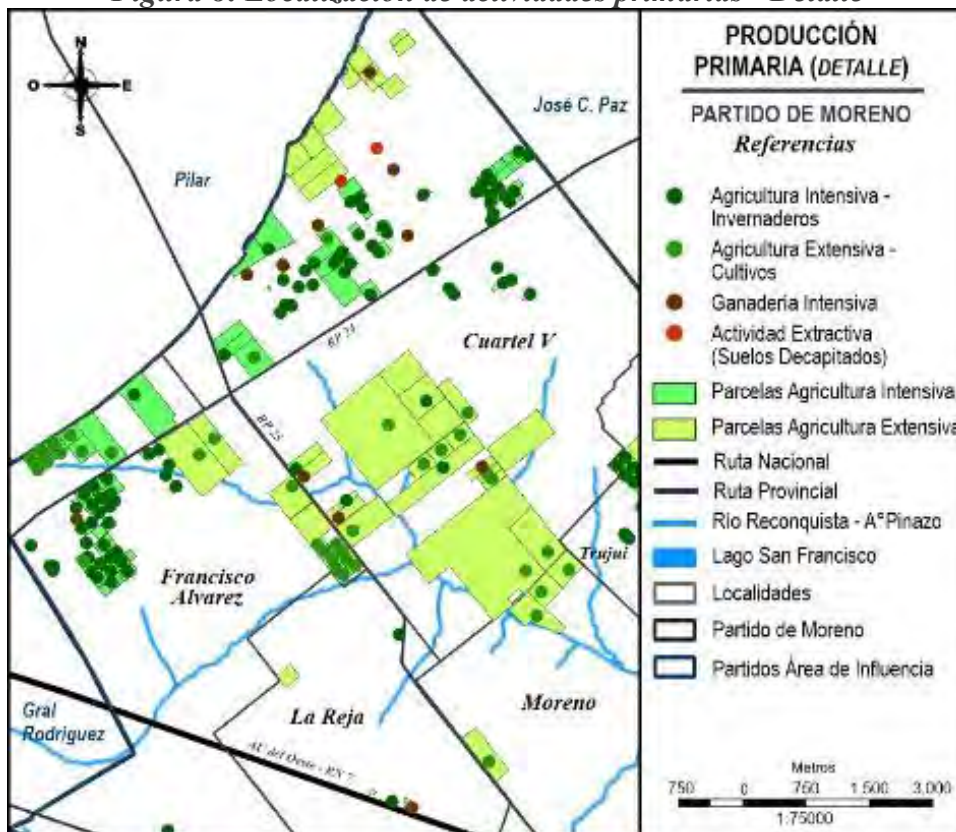 Figura 6. Localización de actividades primarias - Detalle
N
O
E
S
José C. Paz
Pilar
RP 24
Cuartel V
RP 25
Trujui
Francisco
Alvarez
La Reja
Moreno
Gral
Rodriguez
AU del Oeste - RN 7
PRODUCCIÓN
PRIMARIA (DETALLE)
PARTIDO DE MORENO
Referencias
Agricultura Intensiva -
Invernaderos
Agricultura Extensiva -
Cultivos
Ganadería Intensiva
Actividad Extractiva
(Suelos Decapitados)
Parcelas Agricultura Intensiva
Parcelas Agricultura Extensiva
Ruta Nacional
Ruta Provincial
Río Reconquista - A°Pinazo
Lago San Francisco
Localidades
Partido de Moreno
Partidos Área de Influencia
Metros
750 0 750 1.500 3.000
1:75000